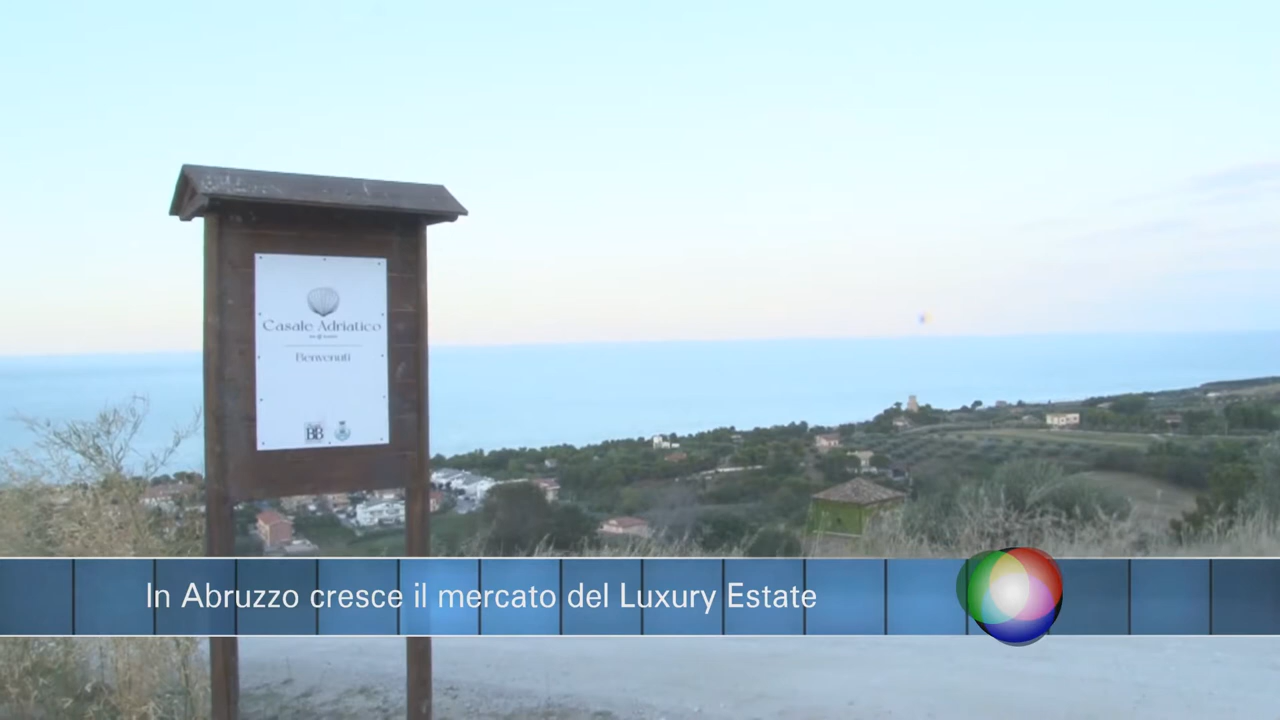 Casale Adriatico
Benvenuti
BB
In Abruzzo cresce il mercato del Luxury Estate